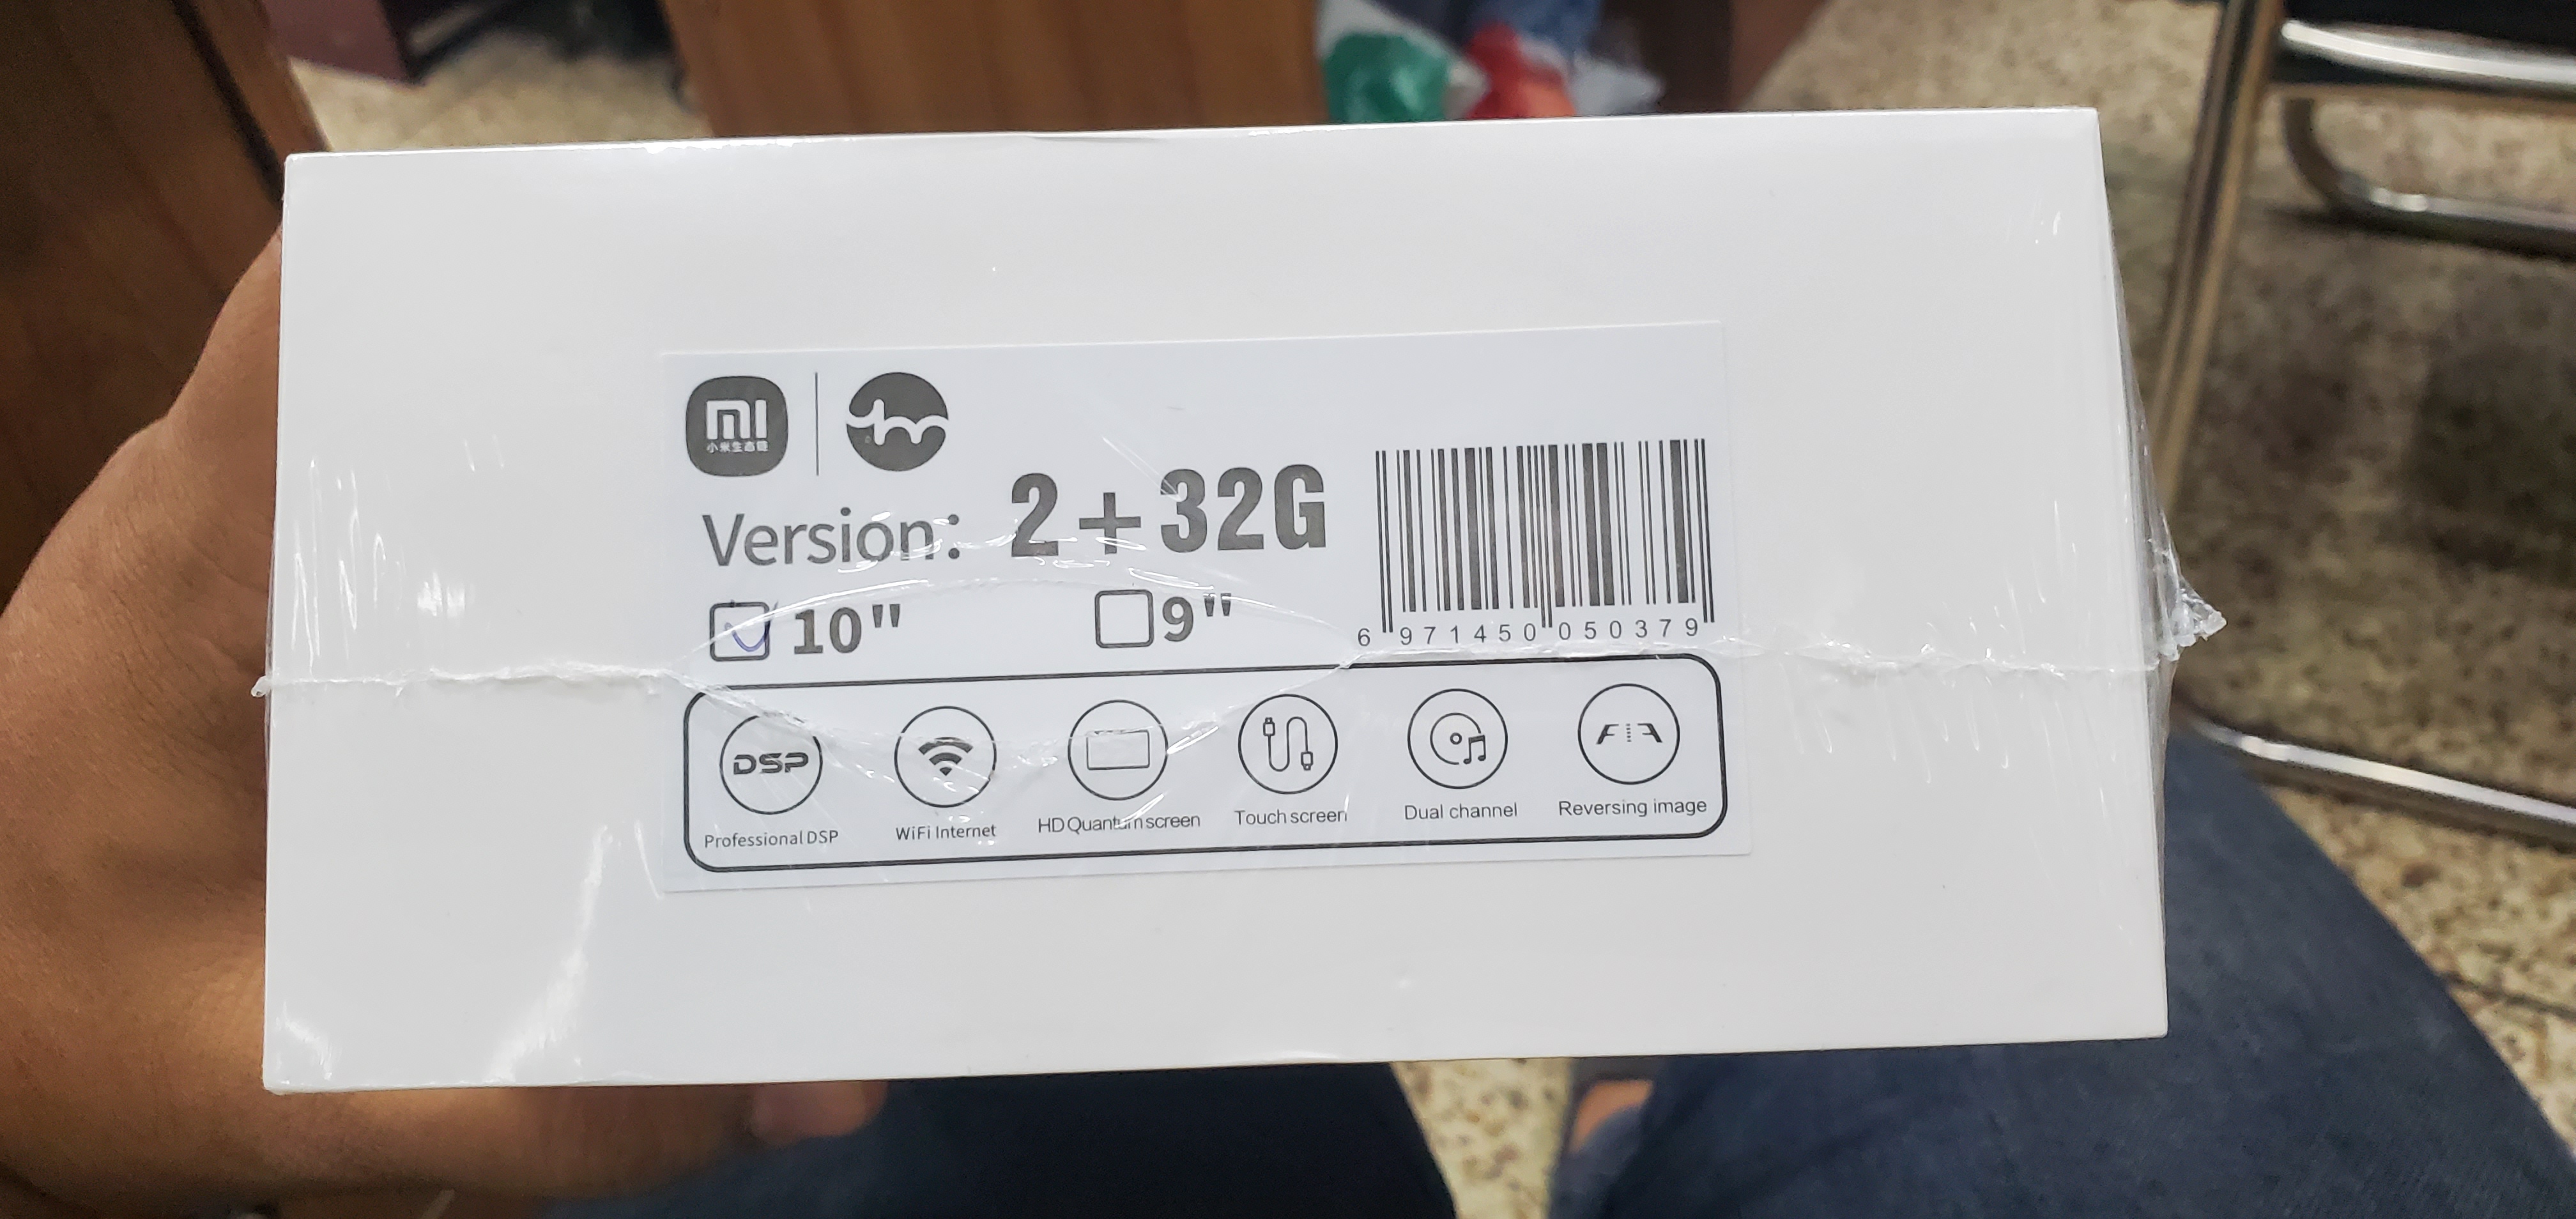 mi
小米生态链
Version: 2+32G
10" 9"
6 971450 050379
DSP
Professional DSP
WiFi Internet
HD Quantum screen
Touch screen
Dual channel
Reversing image